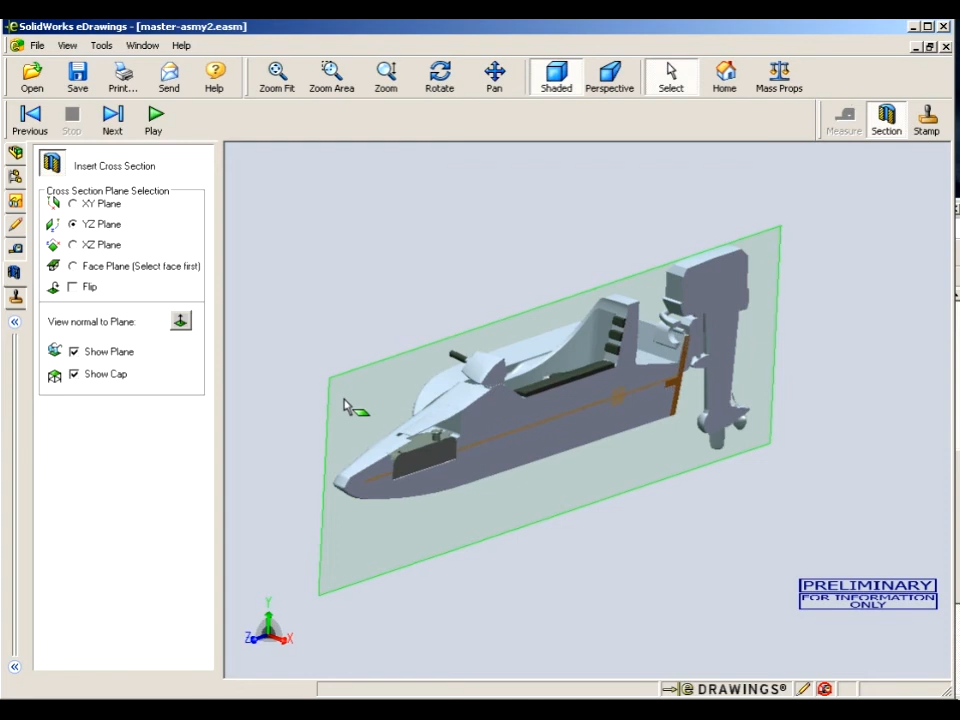 SolidWorks eDrawings - [master-asmy2.easm]
File View Tools Window Help
Open Save Print... Send Help Zoom Fit Zoom Area Zoom Rotate Pan Shaded Perspective Select Home Mass Props
Previous Stop Next Play Measure Section Stamp
Insert Cross Section
Cross Section Plane Selection
XY Plane
YZ Plane
XZ Plane
Face Plane (Select face first)
Flip
View normal to Plane:
Show Plane
Show Cap
PRELIMINARY
FOR INFORMATION
ONLY
Y
Z X
e DRAWINGS®